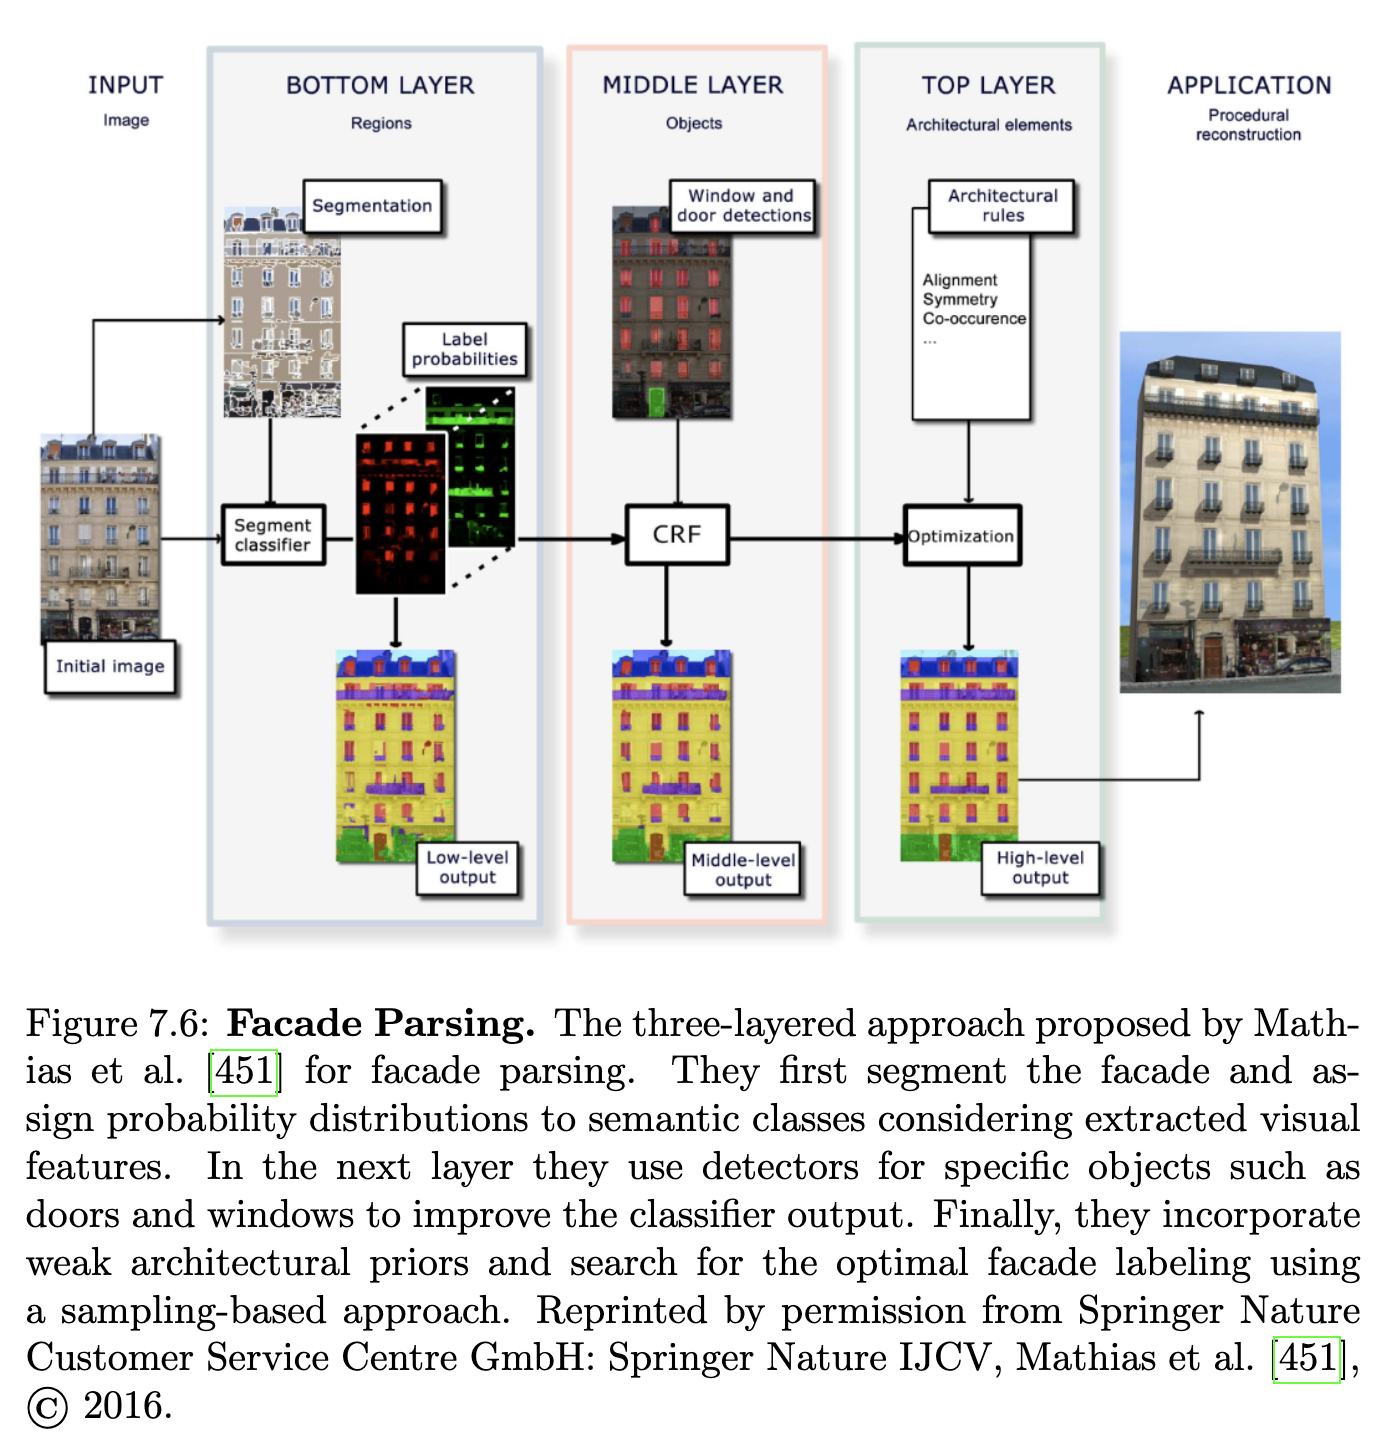 INPUT
Image
BOTTOM LAYER
Regions
MIDDLE LAYER
Objects
TOP LAYER
Architectural elements
APPLICATION
Procedural
reconstruction
Segmentation
Window and
door detections
Architectural
rules
Alignment
Symmetry
Co-occurence
...
Label
probabilities
Segment
classifier
CRF
Optimization
Initial image
Low-level
output
Middle-level
output
High-level
output
Figure 7.6: Facade Parsing. The three-layered approach proposed by Math-
ias et al. [451] for facade parsing. They first segment the facade and as-
sign probability distributions to semantic classes considering extracted visual
features. In the next layer they use detectors for specific objects such as
doors and windows to improve the classifier output. Finally, they incorporate
weak architectural priors and search for the optimal facade labeling using
a sampling-based approach. Reprinted by permission from Springer Nature
Customer Service Centre GmbH: Springer Nature IJCV, Mathias et al. [451],
© 2016.